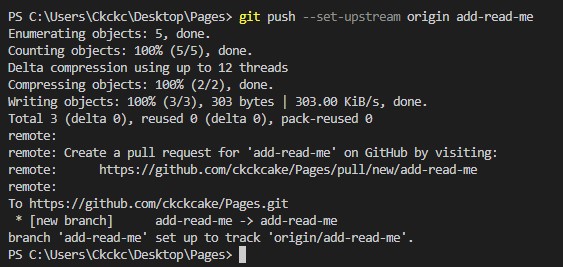 PS C:\Users\Ckckc\Desktop\Pages> git push --set-upstream origin add-read-me
Enumerating objects: 5, done.
Counting objects: 100% (5/5), done.
Delta compression using up to 12 threads
Compressing objects: 100% (2/2), done.
Writing objects: 100% (3/3), 303 bytes | 303.00 KiB/s, done.
Total 3 (delta 0), reused 0 (delta 0), pack-reused 0
remote:
remote: Create a pull request for 'add-read-me' on GitHub by visiting:
remote:      https://github.com/ckckcake/Pages/pull/new/add-read-me
remote:
To https://github.com/ckckcake/Pages.git
 * [new branch]      add-read-me -> add-read-me
branch 'add-read-me' set up to track 'origin/add-read-me'.
PS C:\Users\Ckckc\Desktop\Pages>